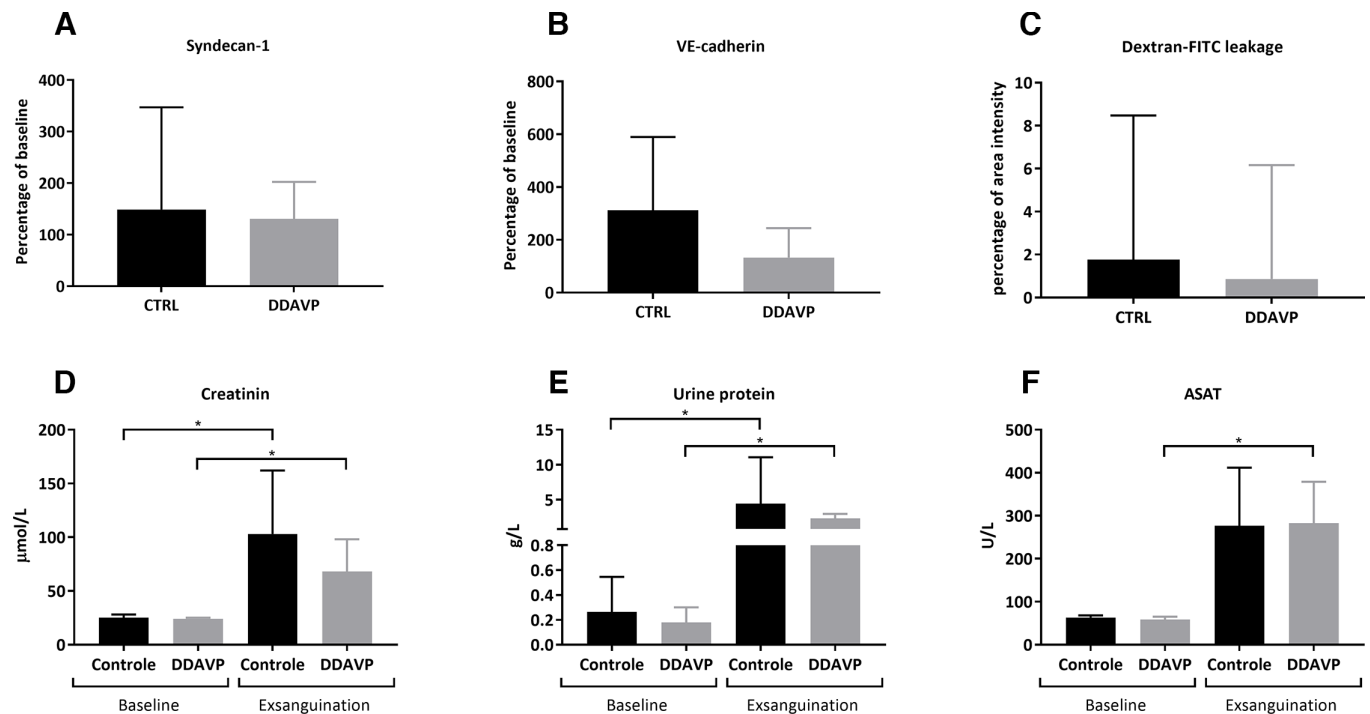 A
Syndecan-1
Percentage of baseline
400
300
200
100
0
CTRL DDAVP
B
VE-cadherin
Percentage of baseline
800
600
400
200
0
CTRL DDAVP
C
Dextran-FITC leakage
percentage of area intensity
10
8
6
4
2
0
CTRL DDAVP
D
Creatinin
µmol/L
200
150
100
50
0
*
*
Controle DDAVP Controle DDAVP
Baseline Exsanguination
E
Urine protein
g/L
15
10
5
0.8
0.6
0.4
0.2
0.0
*
*
Controle DDAVP Controle DDAVP
Baseline Exsanguination
F
ASAT
U/L
500
400
300
200
100
0
*
Controle DDAVP Controle DDAVP
Baseline Exsanguination